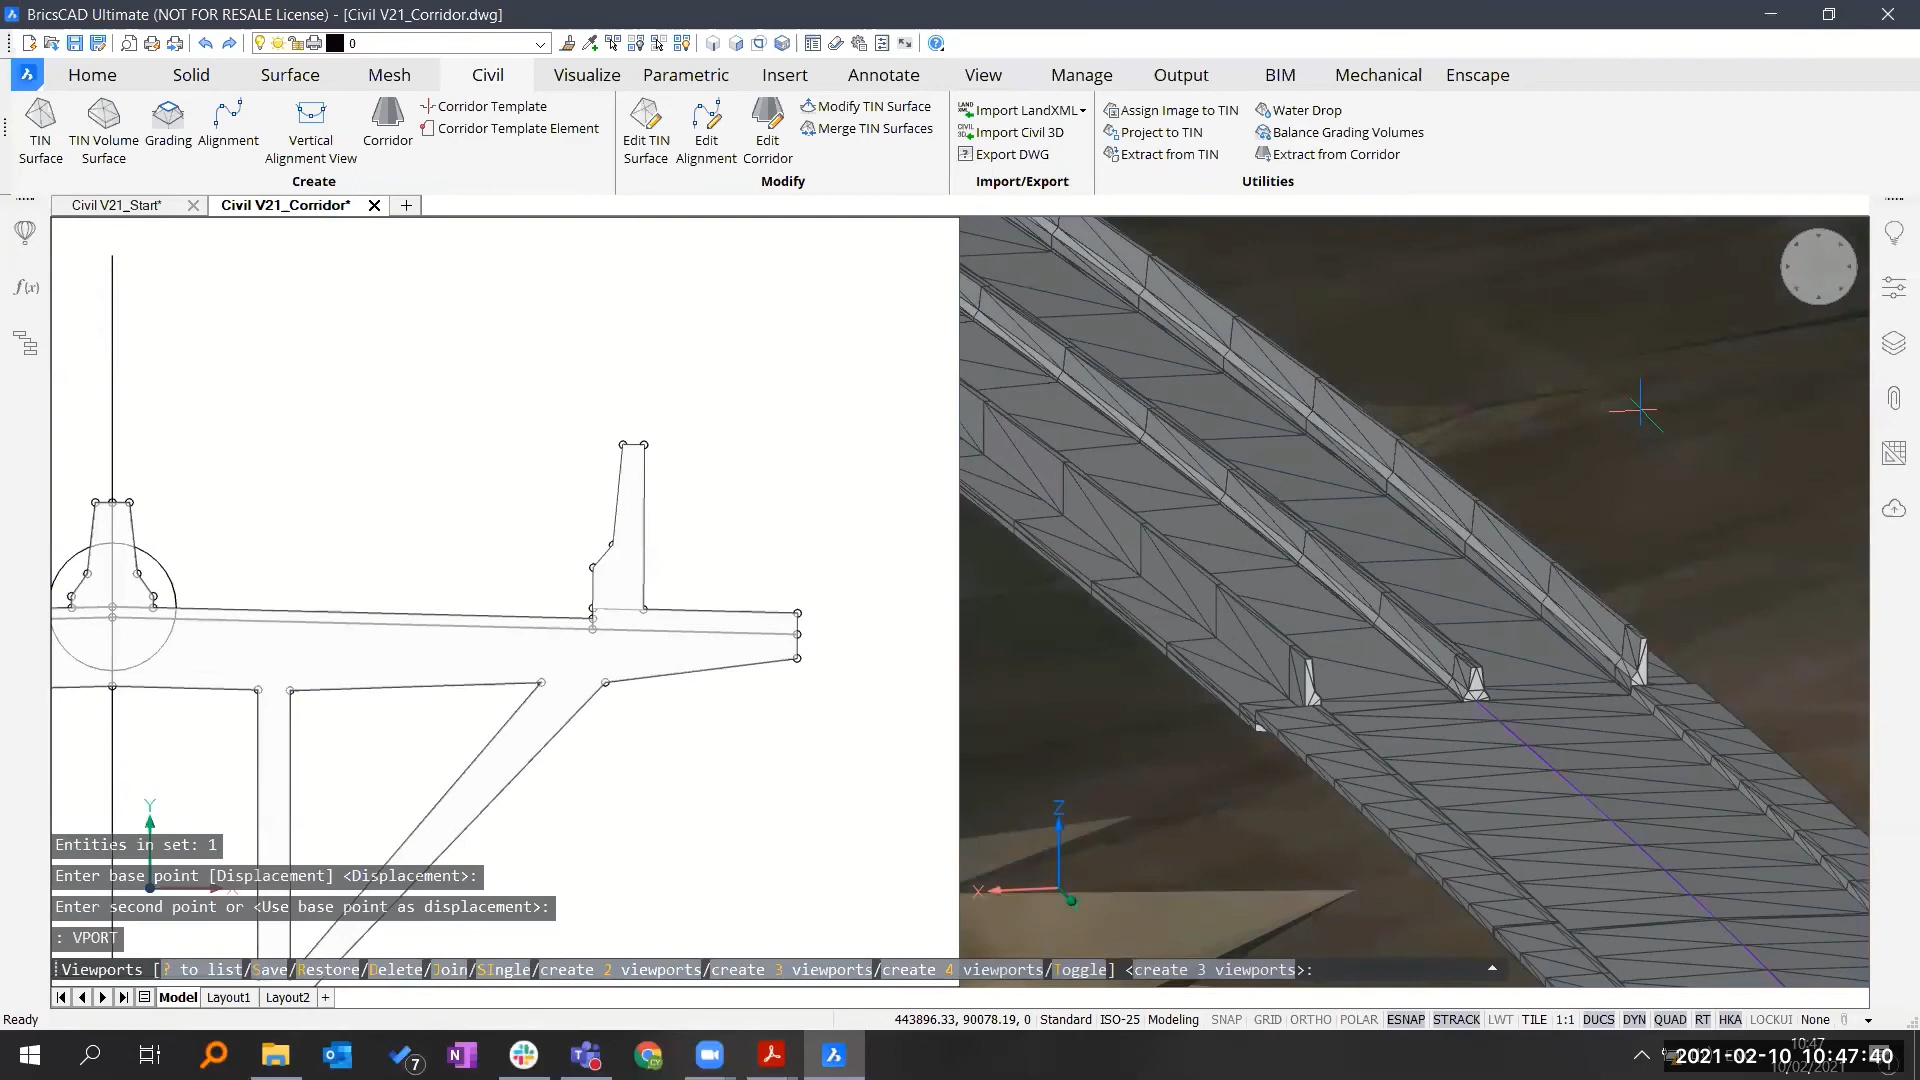 BricsCAD Ultimate (NOT FOR RESALE License) - [Civil V21_Corridor.dwg]
0
Home Solid Surface Mesh Civil Visualize Parametric Insert Annotate View Manage Output BIM Mechanical Enscape
TIN Surface
TIN Volume Surface
Grading
Alignment
Vertical Alignment View
Corridor
Corridor Template
Corridor Template Element
Create
Edit TIN Surface
Edit Alignment
Edit Corridor
Modify TIN Surface
Merge TIN Surfaces
Modify
Import LandXML
Import Civil 3D
Export DWG
Import/Export
Assign Image to TIN
Project to TIN
Extract from TIN
Water Drop
Balance Grading Volumes
Extract from Corridor
Utilities
Civil V21_Start* Civil V21_Corridor* +
f(x)
Y
X
Z
X
Entities in set: 1
Enter base point [Displacement] <Displacement>:
Enter second point or <Use base point as displacement>:
: VPORT
Viewports [? to list/Save/Restore/Delete/Join/SIngle/create 2 viewports/create 3 viewports/create 4 viewports/Toggle] <create 3 viewports>:
Model Layout1 Layout2 +
Ready 443896.33, 90078.19, 0 Standard ISO-25 Modeling SNAP GRID ORTHO POLAR ESNAP STRACK LWT TILE 1:1 DUCS DYN QUAD RT HKA LOCKUI None
7
10:47
2021-02-10 10:47:40
10/02/2021